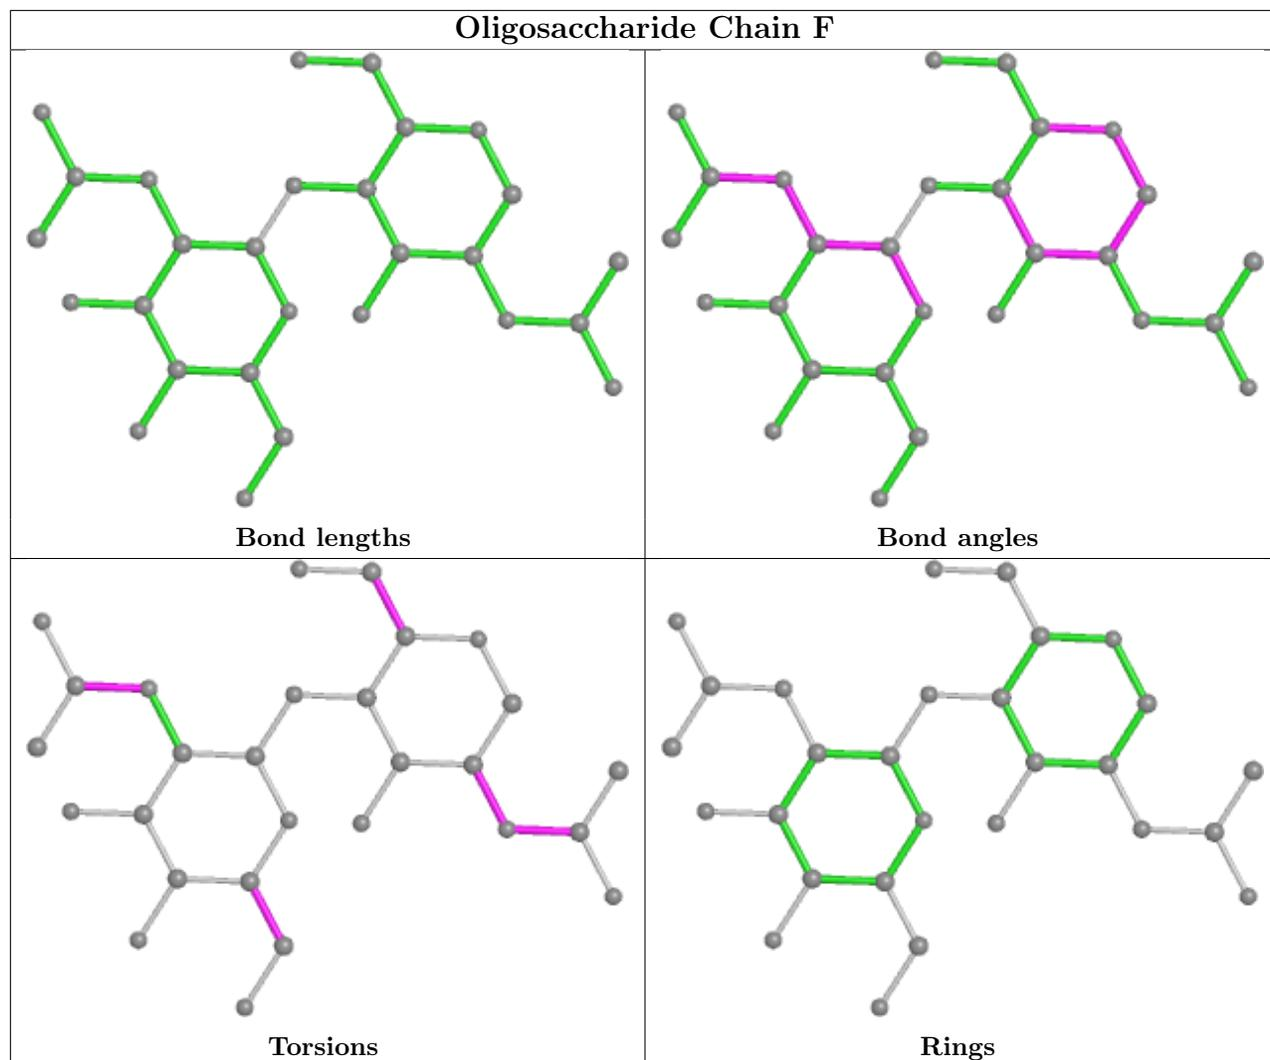 Oligosaccharide Chain F
Bond lengths
Bond angles
Torsions
Rings